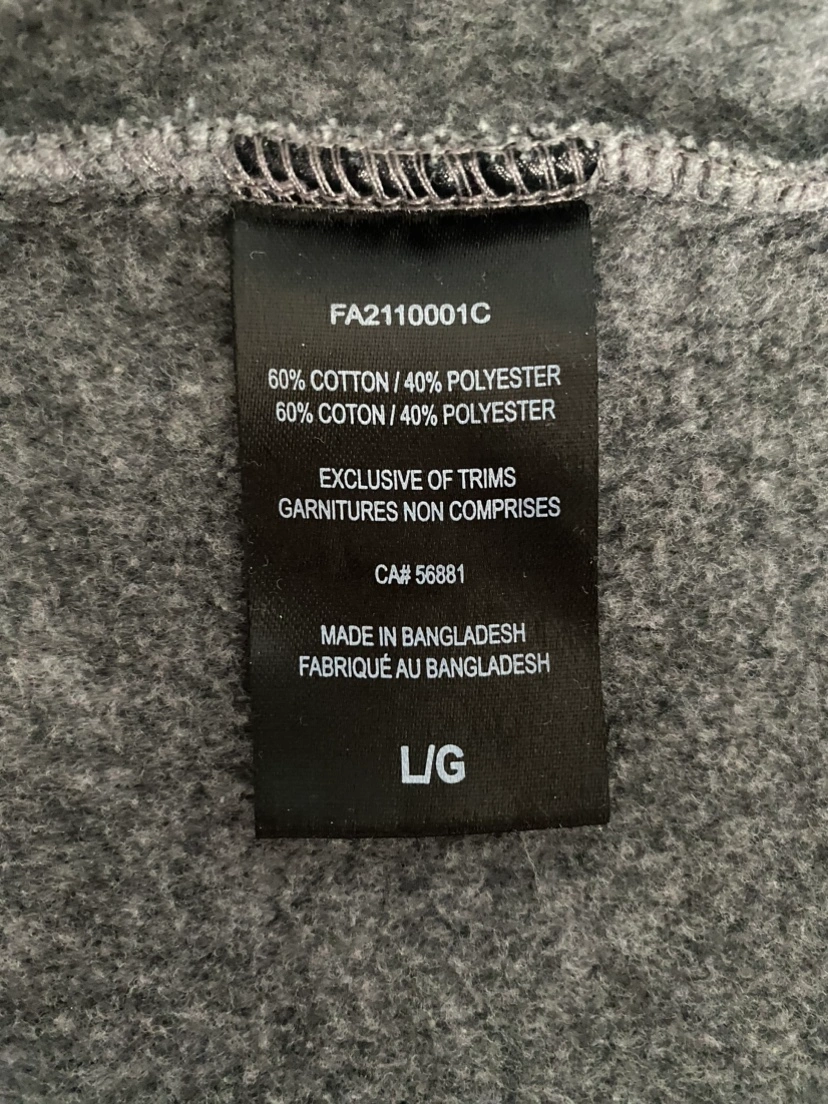 FA2110001C
60% COTTON / 40% POLYESTER
60% COTON / 40% POLYESTER
EXCLUSIVE OF TRIMS
GARNITURES NON COMPRISES
CA# 56881
MADE IN BANGLADESH
FABRIQUÉ AU BANGLADESH
L/G